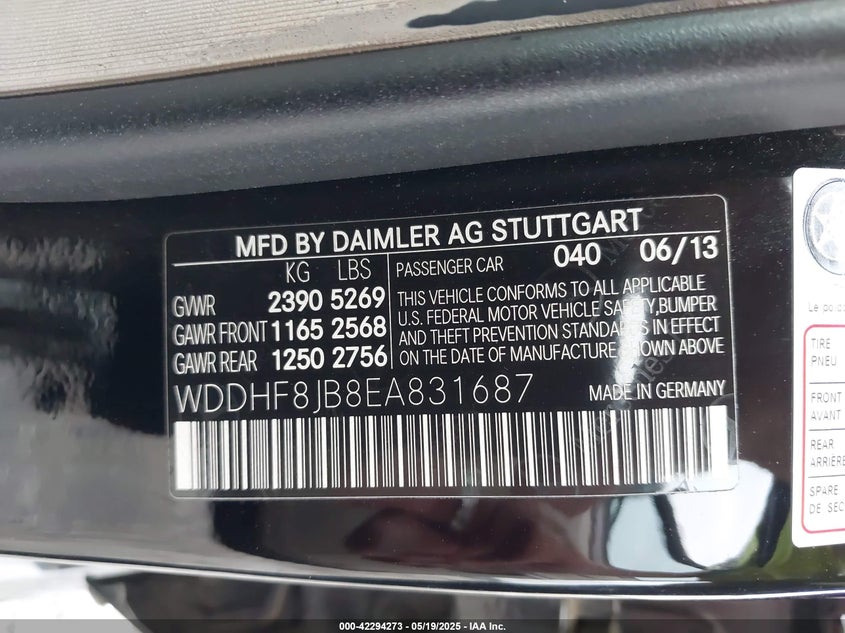 MFD BY DAIMLER AG STUTTGART
KG LBS
GVWR 2390 5269
GAWR FRONT 1165 2568
GAWR REAR 1250 2756
PASSENGER CAR 040 06/13
THIS VEHICLE CONFORMS TO ALL APPLICABLE
U.S. FEDERAL MOTOR VEHICLE SAFETY,BUMPER
AND THEFT PREVENTION STANDARDS IN EFFECT
ON THE DATE OF MANUFACTURE SHOWN ABOVE
WDDHF8JB8EA831687 MADE IN GERMANY
TIRE
PNEU
FRONT
AVANT
REAR
ARRIÈRE
SPARE
DE SEC
000-42294273 - 05/19/2025 - IAA Inc.